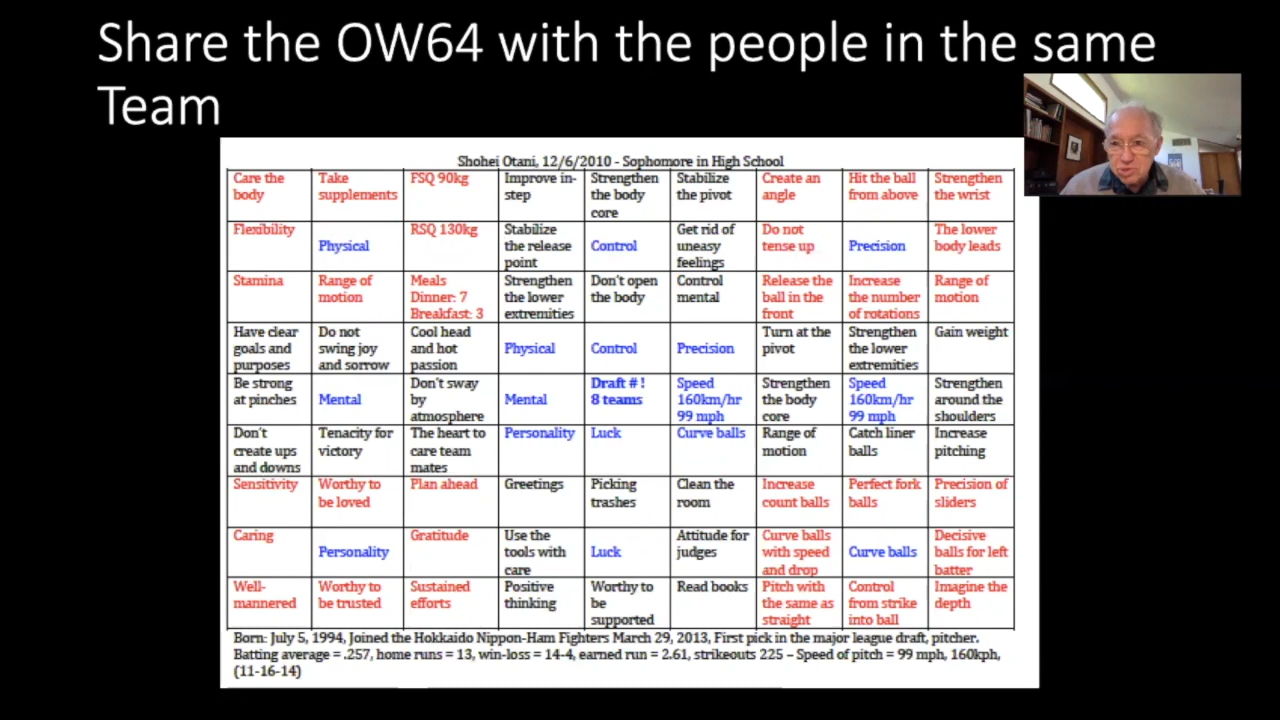 Share the OW64 with the people in the same
Team
Shohei Otani, 12/6/2010 - Sophomore in High School
Care the body
Take supplements
FSQ 90kg
Improve in-step
Strengthen the body core
Stabilize the pivot
Create an angle
Hit the ball from above
Strengthen the wrist
Flexibility
Physical
RSQ 130kg
Stabilize the release point
Control
Get rid of uneasy feelings
Do not tense up
Precision
The lower body leads
Stamina
Range of motion
Meals Dinner: 7 Breakfast: 3
Strengthen the lower extremities
Don't open the body
Control mental
Release the ball in the front
Increase the number of rotations
Range of motion
Have clear goals and purposes
Do not swing joy and sorrow
Cool head and hot passion
Physical
Control
Precision
Turn at the pivot
Strengthen the lower extremities
Gain weight
Be strong at pinches
Mental
Don't sway by atmosphere
Mental
Draft # ! 8 teams
Speed 160km/hr 99 mph
Strengthen the body core
Speed 160km/hr 99 mph
Strengthen around the shoulders
Don't create ups and downs
Tenacity for victory
The heart to care team mates
Personality
Luck
Curve balls
Range of motion
Catch liner balls
Increase pitching
Sensitivity
Worthy to be loved
Plan ahead
Greetings
Picking trashes
Clean the room
Increase count balls
Perfect fork balls
Precision of sliders
Caring
Personality
Gratitude
Use the tools with care
Luck
Attitude for judges
Curve balls with speed and drop
Curve balls
Decisive balls for left batter
Well-mannered
Worthy to be trusted
Sustained efforts
Positive thinking
Worthy to be supported
Read books
Pitch with the same as straight
Control from strike into ball
Imagine the depth
Born: July 5, 1994, Joined the Hokkaido Nippon-Ham Fighters March 29, 2013, First pick in the major league draft, pitcher.
Batting average = .257, home runs = 13, win-loss = 14-4, earned run = 2.61, strikeouts 225 – Speed of pitch = 99 mph, 160kph,
(11-16-14)